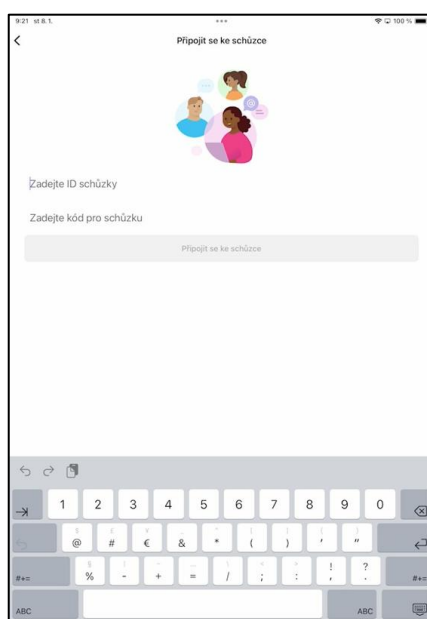 9:21 st 8. 1.
100 %
Připojit se ke schůzce
Zadejte ID schůzky
Zadejte kód pro schůzku
Připojit se ke schůzce
1 2 3 4 5 6 7 8 9 0
@ # € & * ( ) ' "
#+= % - + = / ; : ! , ? . #+=
ABC ABC